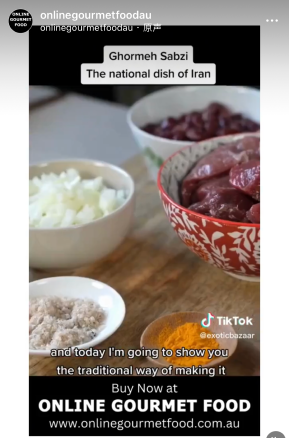 ONLINE
GOURMET
FOOD
onlinegourmetfoodau
onlinegourmetfoodau · 原声
Ghormeh Sabzi
The national dish of Iran
TikTok
@exoticbazaar
and today I'm going to show you
the traditional way of making it
Buy Now at
ONLINE GOURMET FOOD
www.onlinegourmetfood.com.au